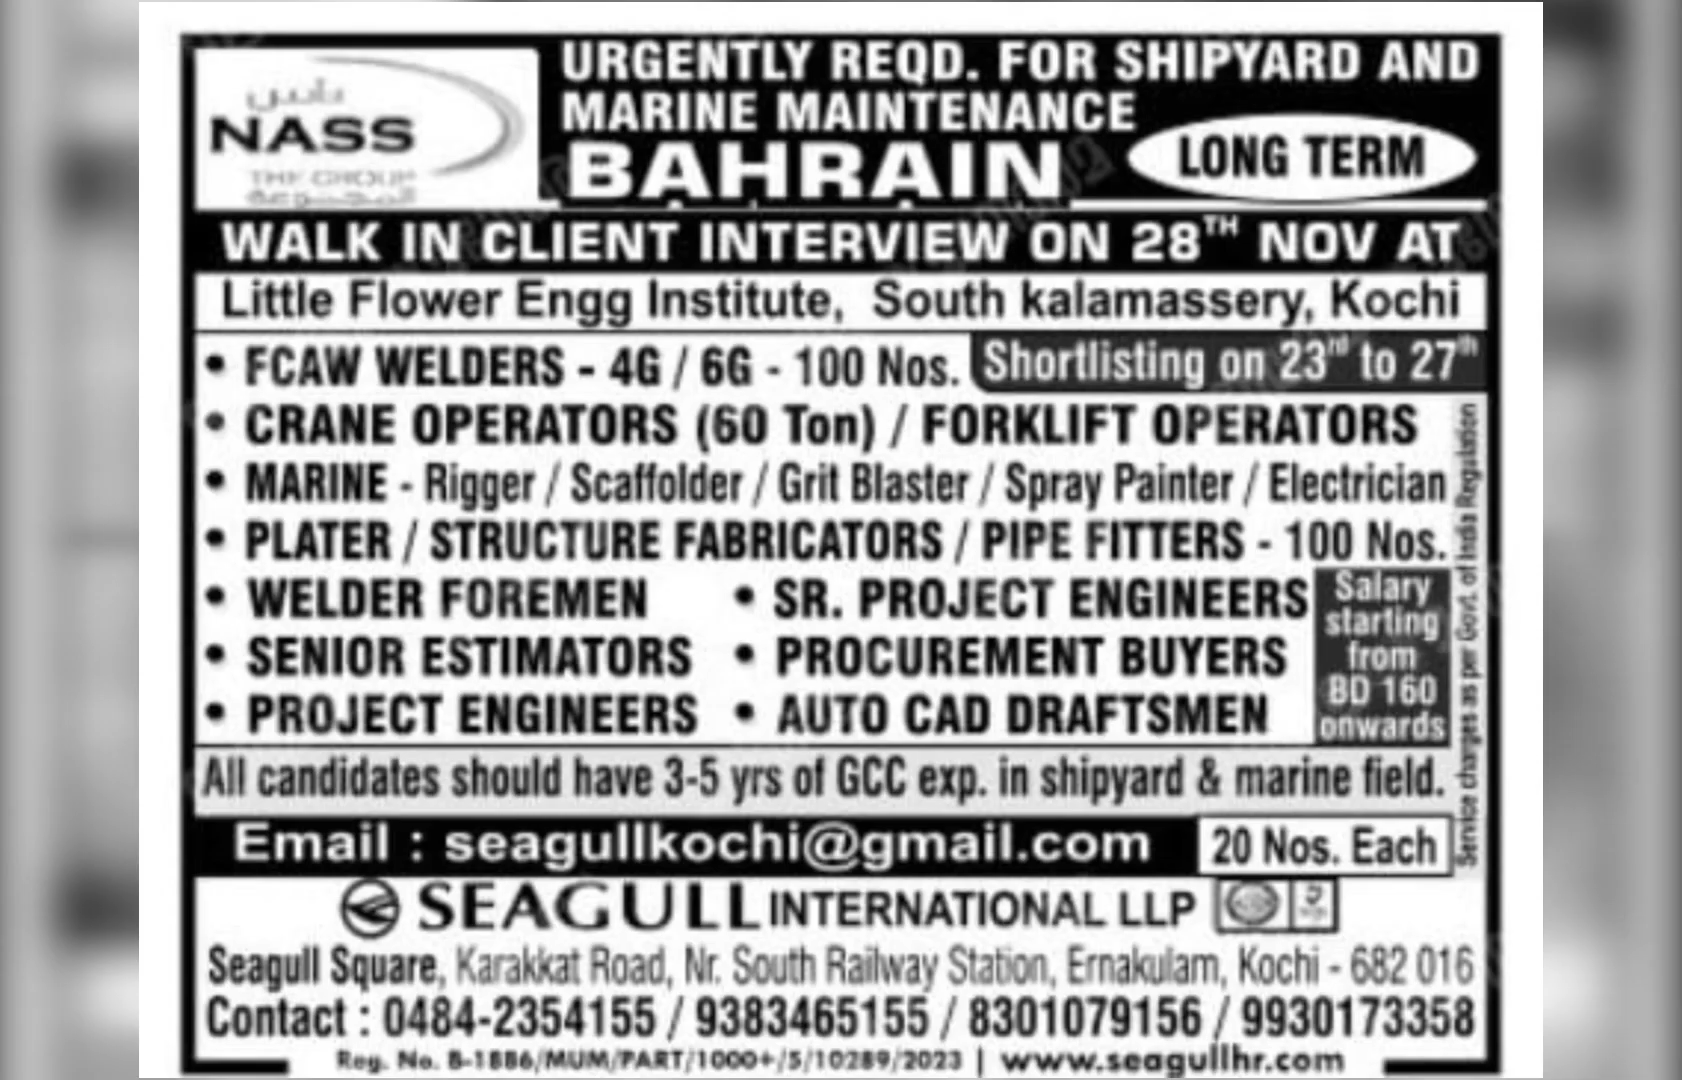 ناس
NASS
THE GROUP
المجموعة
URGENTLY REQD. FOR SHIPYARD AND
MARINE MAINTENANCE
BAHRAIN
LONG TERM
WALK IN CLIENT INTERVIEW ON 28TH NOV AT
Little Flower Engg Institute, South kalamassery, Kochi
• FCAW WELDERS - 4G / 6G - 100 Nos.
Shortlisting on 23rd to 27th
• CRANE OPERATORS (60 Ton) / FORKLIFT OPERATORS
• MARINE - Rigger / Scaffolder / Grit Blaster / Spray Painter / Electrician
• PLATER / STRUCTURE FABRICATORS / PIPE FITTERS - 100 Nos.
• WELDER FOREMEN • SR. PROJECT ENGINEERS
• SENIOR ESTIMATORS • PROCUREMENT BUYERS
• PROJECT ENGINEERS • AUTO CAD DRAFTSMEN
Salary
starting
from
BD 160
onwards
Service charges as per Govt. of India Regulation
All candidates should have 3-5 yrs of GCC exp. in shipyard & marine field.
Email : seagullkochi@gmail.com
20 Nos. Each
SEAGULL INTERNATIONAL LLP
Seagull Square, Karakkat Road, Nr. South Railway Station, Ernakulam, Kochi - 682 016
Contact : 0484-2354155 / 9383465155 / 8301079156 / 9930173358
Reg. No. B-1886/MUM/PART/1000+/5/10289/2023 | www.seagullhr.com